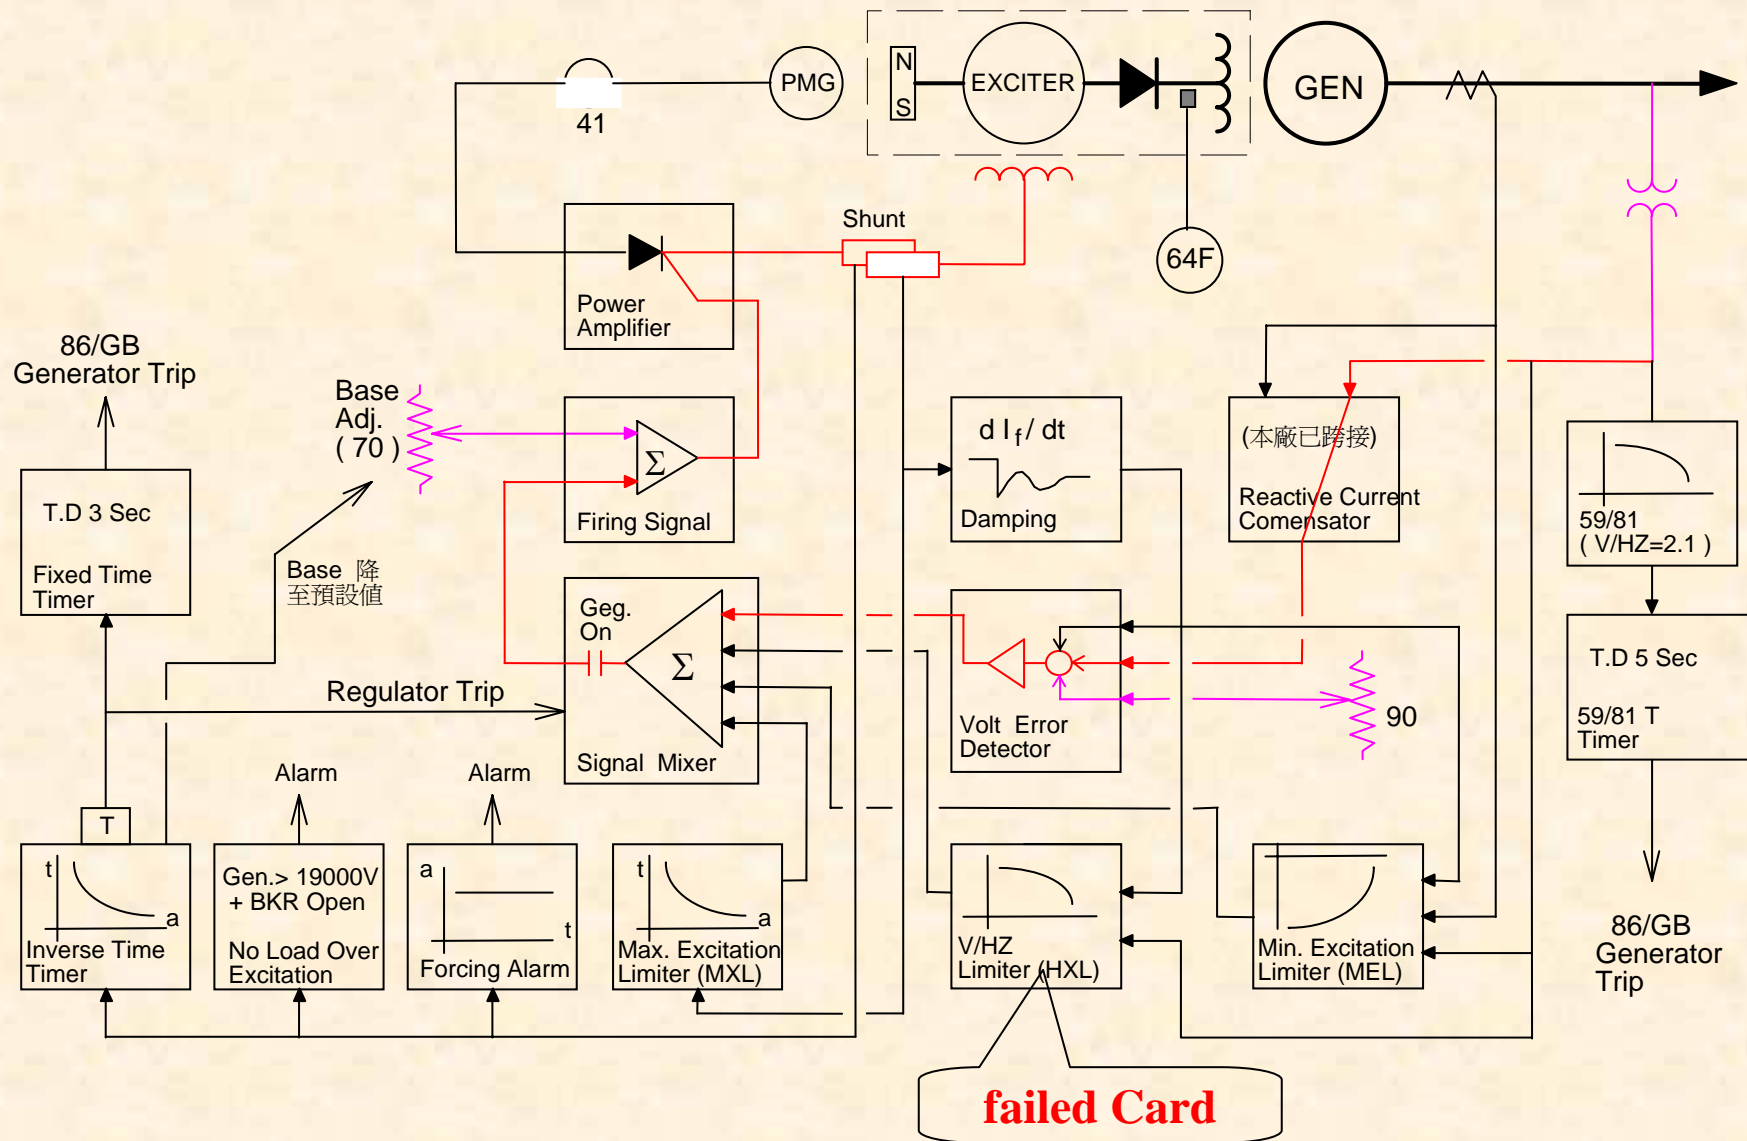 PMG
N
S
EXCITER
GEN
41
Shunt
64F
Power
Amplifier
86/GB
Generator Trip
Base
Adj.
( 70 )
Σ
Firing Signal
d I f / dt
Damping
(本廠已跨接)
Reactive Current
Comensator
59/81
( V/HZ=2.1 )
T.D 3 Sec
Fixed Time
Timer
Base 降
至預設値
Geg.
On
Σ
Signal Mixer
Regulator Trip
Volt Error
Detector
90
T.D 5 Sec
59/81 T
Timer
Alarm
Alarm
T
t
a
Inverse Time
Timer
Gen.> 19000V
+ BKR Open
No Load Over
Excitation
a
t
Forcing Alarm
t
a
Max. Excitation
Limiter (MXL)
V/HZ
Limiter (HXL)
Min. Excitation
Limiter (MEL)
86/GB
Generator
Trip
failed Card